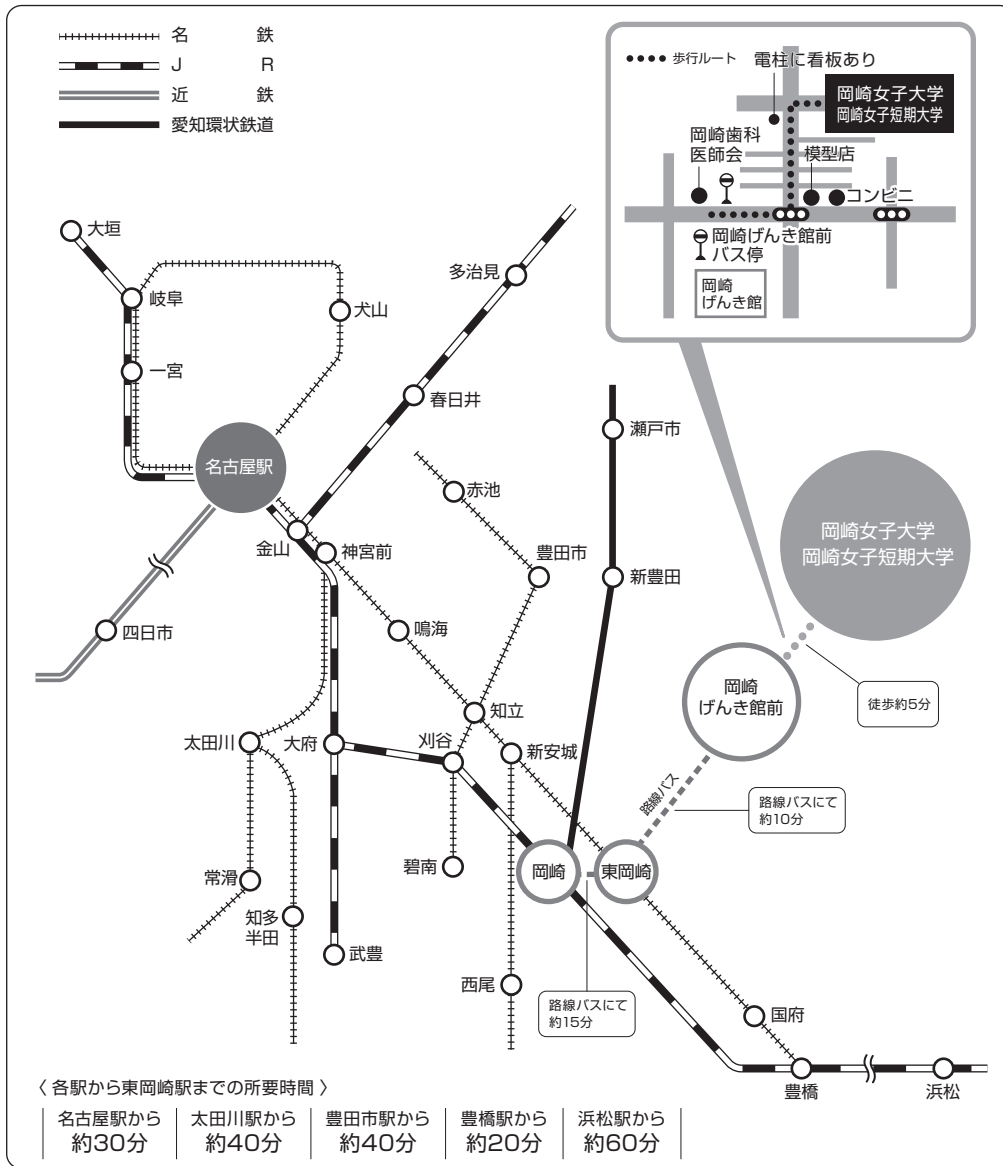 名鉄
JR
近鉄
愛知環状鉄道
歩行ルート
電柱に看板あり
岡崎女子大学
岡崎女子短期大学
岡崎歯科
医師会
模型店
コンビニ
岡崎げんき館前
バス停
岡崎
げんき館
大垣
岐阜
一宮
犬山
多治見
春日井
名古屋駅
金山
神宮前
赤池
豊田市
瀬戸市
新豊田
四日市
鳴海
知立
岡崎女子大学
岡崎女子短期大学
岡崎
げんき館前
徒歩約5分
太田川
大府
刈谷
新安城
路線バス
路線バスにて
約10分
常滑
知多
半田
武豊
碧南
岡崎
東岡崎
西尾
路線バスにて
約15分
国府
豊橋
浜松
〈 各駅から東岡崎駅までの所要時間 〉
名古屋駅から
約30分
太田川駅から
約40分
豊田市駅から
約40分
豊橋駅から
約20分
浜松駅から
約60分